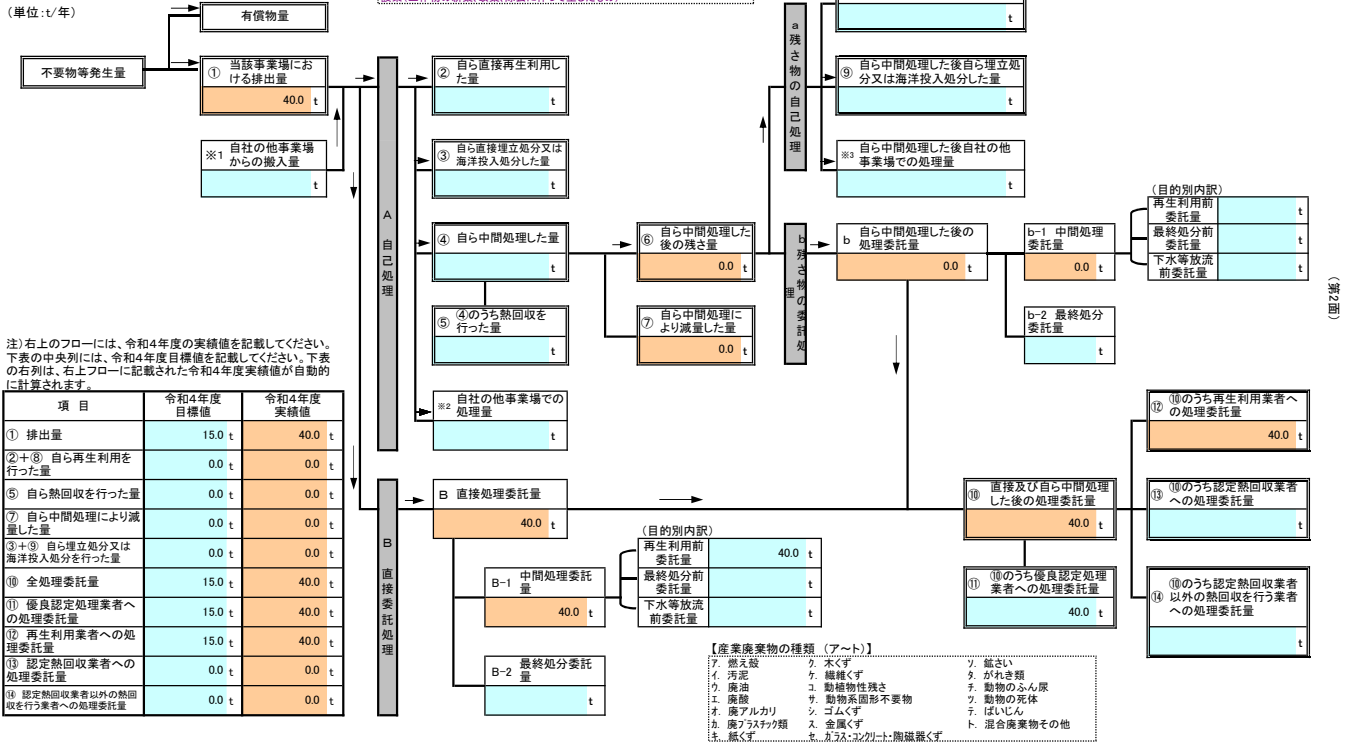 (単位:t/年)
有償物量
不要物等発生量
① 当該事業場にお
ける排出量
40.0 t
※1 自社の他事業場
からの搬入量
t
A 自己処理
② 自ら直接再生利用し
た量
t
③ 自ら直接埋立処分又は
海洋投入処分した量
t
④ 自ら中間処理した量
t
⑤ ④のうち熱回収を
行った量
t
※2 自社の他事業場での
処理量
t
⑥ 自ら中間処理した
後の残さ量
0.0 t
⑦ 自ら中間処理に
より減量した量
0.0 t
a 残さ物の自己処理
t
⑨ 自ら中間処理した後自ら埋立処
分又は海洋投入処分した量
t
※3 自ら中間処理した後自社の他
事業場での処理量
t
b 残さ物の委託処理
b 自ら中間処理した後の
処理委託量
0.0 t
b-1 中間処理
委託量
0.0 t
b-2 最終処分
委託量
t
(目的別内訳)
再生利用前
委託量 t
最終処分前
委託量 t
下水等放流
前委託量 t
(第2面)
注)右上のフローには、令和4年度の実績値を記載してください。
下表の中央列には、令和4年度目標値を記載してください。下表
の右列は、右上フローに記載された令和4年度実績値が自動的
に計算されます。
項 目 令和4年度
目標値 令和4年度
実績値
① 排出量 15.0 t 40.0 t
②+⑧ 自ら再生利用を
行った量 0.0 t 0.0 t
⑤ 自ら熱回収を行った量 0.0 t 0.0 t
⑦ 自ら中間処理により減
量した量 0.0 t 0.0 t
③+⑨ 自ら埋立処分又は
海洋投入処分を行った量 0.0 t 0.0 t
⑩ 全処理委託量 15.0 t 40.0 t
⑪ 優良認定処理業者へ
の処理委託量 15.0 t 40.0 t
⑫ 再生利用業者への処
理委託量 15.0 t 40.0 t
⑬ 認定熱回収業者への
処理委託量 0.0 t 0.0 t
⑭ 認定熱回収業者以外の熱回
収を行う業者への処理委託量 0.0 t 0.0 t
B 直接委託処理
B 直接処理委託量
40.0 t
B-1 中間処理委託
量
40.0 t
B-2 最終処分委託
量
t
(目的別内訳)
再生利用前
委託量 40.0 t
最終処分前
委託量 t
下水等放流
前委託量 t
⑩ 直接及び自ら中間処理
した後の処理委託量
40.0 t
⑪ ⑩のうち優良認定処理
業者への処理委託量
40.0 t
⑫ ⑩のうち再生利用業者へ
の処理委託量
40.0 t
⑬ ⑩のうち認定熱回収業者
への処理委託量
t
⑭ ⑩のうち認定熱回収業者
以外の熱回収を行う業者
への処理委託量
t
【産業廃棄物の種類 (ア～ト)】
ア. 燃え殻 ク. 木くず ソ. 鉱さい
イ. 汚泥 ケ. 繊維くず タ. がれき類
ウ. 廃油 コ. 動植物性残さ チ. 動物のふん尿
エ. 廃酸 サ. 動物系固形不要物 ツ. 動物の死体
オ. 廃アルカリ シ. ゴムくず テ. ばいじん
カ. 廃プラスチック類 ス. 金属くず ト. 混合廃棄物その他
キ. 紙くず セ. ガラス・コンクリート・陶磁器くず